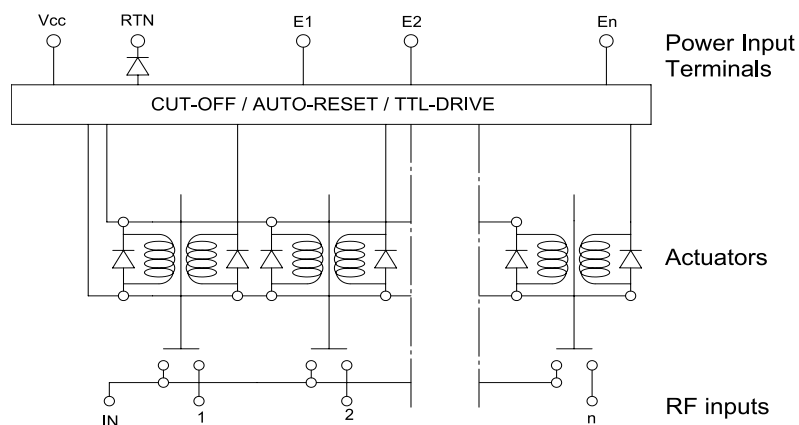 Vcc RTN E1 E2 En
Power Input
Terminals
CUT-OFF / AUTO-RESET / TTL-DRIVE
Actuators
IN 1 2 n
RF inputs